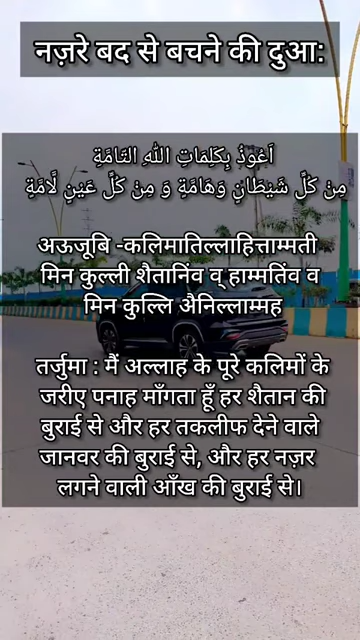 नज़रे बद से बचने की दुआ:
اَعُوذُ بِكَلِمَاتِ اللّٰهِ التَّامَّةِ
مِنْ كُلِّ شَيْطَانٍ وَهَامَّةٍ وَ مِنْ كُلِّ عَيْنٍ لَّامَّةٍ
अऊजूबि -कलिमातिल्लाहित्ताम्मती
मिन कुल्ली शैतानिंव व् हाम्मतिंव व
मिन कुल्लि अैनिल्लाम्मह
तर्जुमा : मैं अल्लाह के पूरे कलिमों के
जरीए पनाह माँगता हूँ हर शैतान की
बुराई से और हर तकलीफ देने वाले
जानवर की बुराई से, और हर नज़र
लगने वाली आँख की बुराई से।